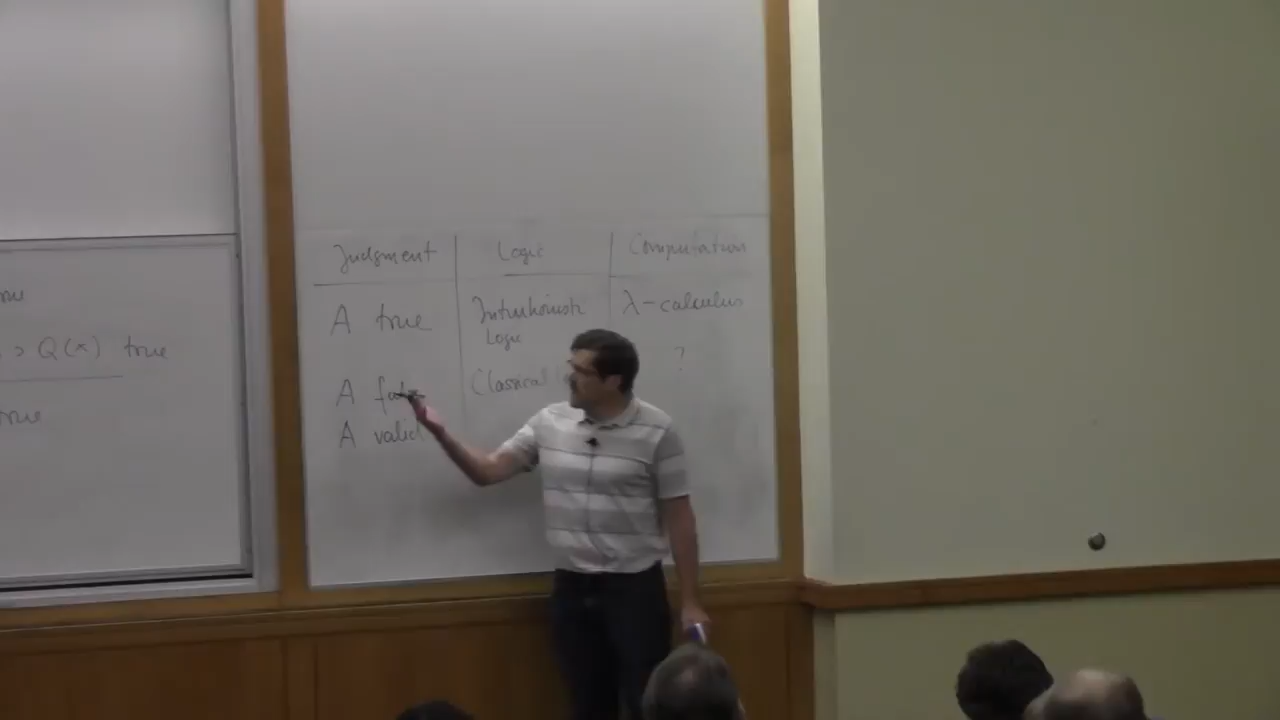 > Q(x) true
Judgment Logic Computation
A true Intuitionistic λ-calculus
Logic
?
A Classical
A valid